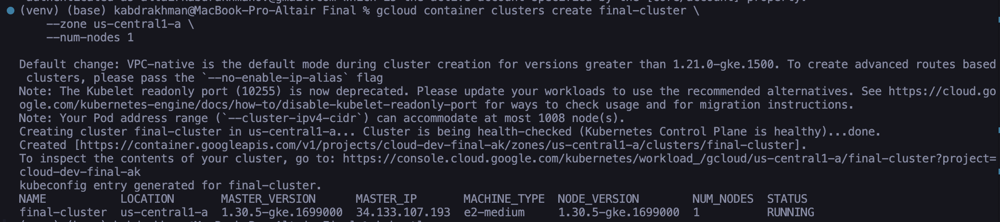 (venv) (base) kabdrakhman@MacBook-Pro-Altair Final % gcloud container clusters create final-cluster \
    --zone us-central1-a \
    --num-nodes 1
Default change: VPC-native is the default mode during cluster creation for versions greater than 1.21.0-gke.1500. To create advanced routes based
 clusters, please pass the `--no-enable-ip-alias` flag
Note: The Kubelet readonly port (10255) is now deprecated. Please update your workloads to use the recommended alternatives. See https://cloud.go
ogle.com/kubernetes-engine/docs/how-to/disable-kubelet-readonly-port for ways to check usage and for migration instructions.
Note: Your Pod address range (`--cluster-ipv4-cidr`) can accommodate at most 1008 node(s).
Creating cluster final-cluster in us-central1-a... Cluster is being health-checked (Kubernetes Control Plane is healthy)...done.
Created [https://container.googleapis.com/v1/projects/cloud-dev-final-ak/zones/us-central1-a/clusters/final-cluster].
To inspect the contents of your cluster, go to: https://console.cloud.google.com/kubernetes/workload_/gcloud/us-central1-a/final-cluster?project=
cloud-dev-final-ak
kubeconfig entry generated for final-cluster.
NAME           LOCATION       MASTER_VERSION      MASTER_IP       MACHINE_TYPE  NODE_VERSION        NUM_NODES  STATUS
final-cluster  us-central1-a  1.30.5-gke.1699000  34.133.107.193  e2-medium     1.30.5-gke.1699000  1          RUNNING